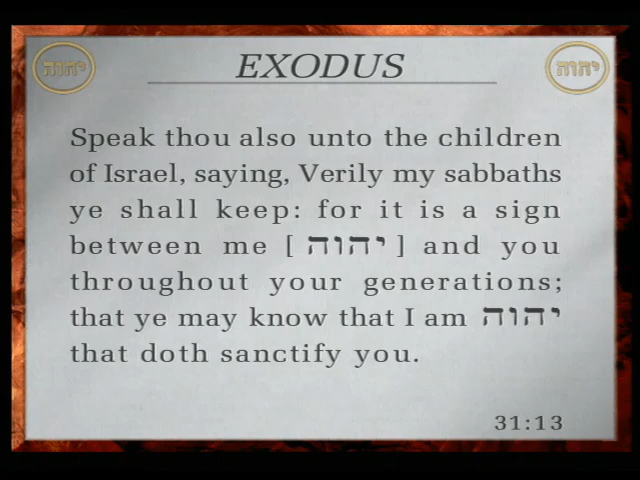 יהוה EXODUS יהוה
Speak thou also unto the children
of Israel, saying, Verily my sabbaths
ye shall keep: for it is a sign
between me [ יהוה ] and you
throughout your generations;
that ye may know that I am יהוה
that doth sanctify you.
31:13